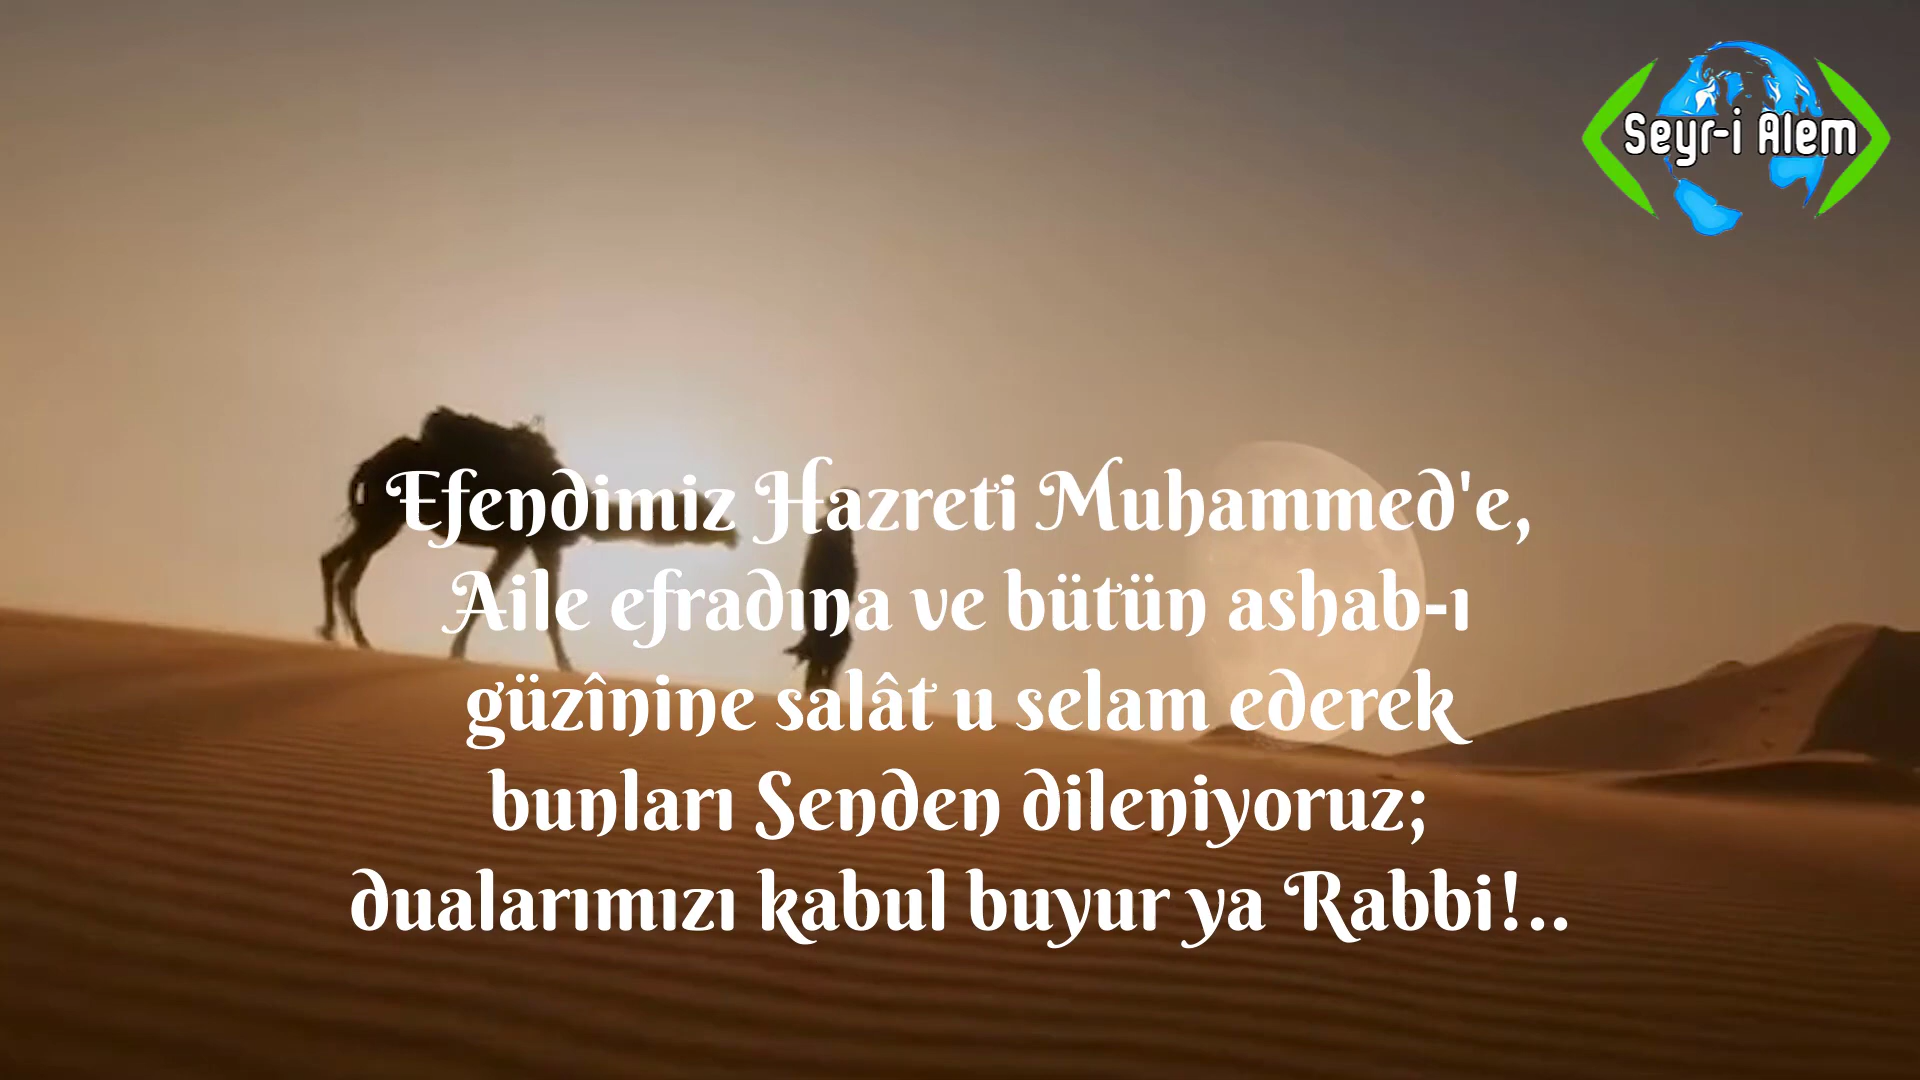 Seyr-i Alem
Efendimiz Hazreti Muhammed'e,
Aile efradına ve bütün ashab-ı
güzînine salât u selam ederek
bunları Senden dileniyoruz;
dualarımızı kabul buyur ya Rabbi!..